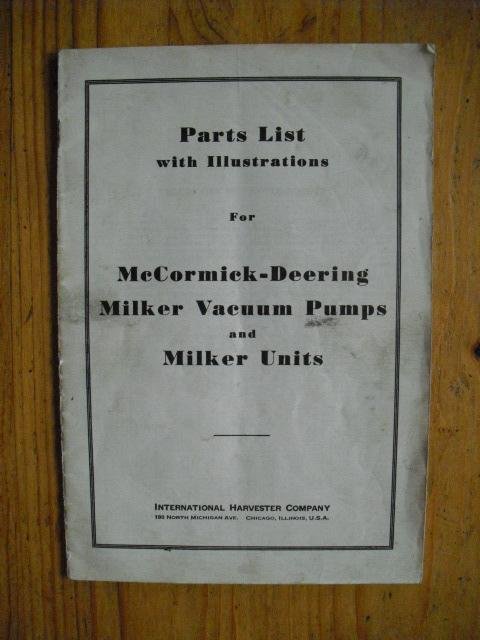 Parts List
with Illustrations
For
McCormick-Deering
Milker Vacuum Pumps
and
Milker Units
INTERNATIONAL HARVESTER COMPANY
180 NORTH MICHIGAN AVE. CHICAGO, ILLINOIS, U.S.A.